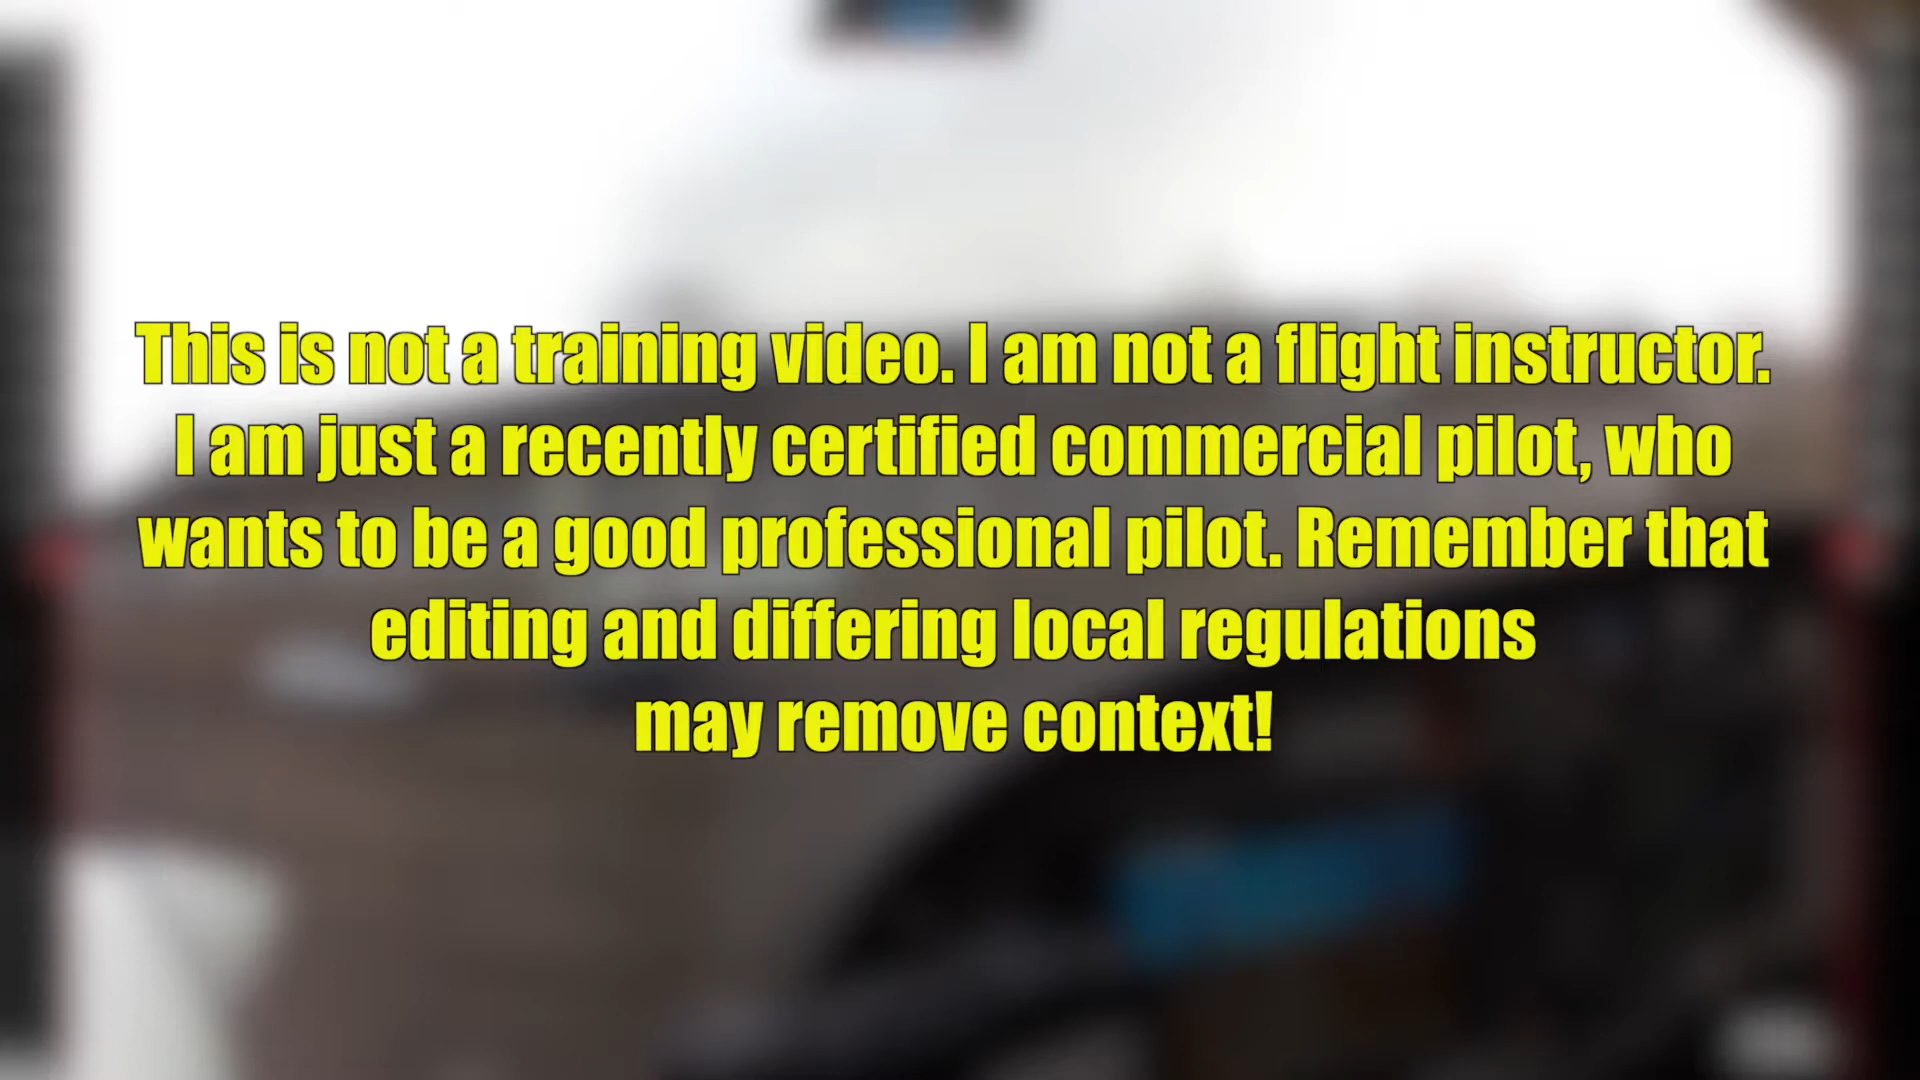 This is not a training video. I am not a flight instructor.
I am just a recently certified commercial pilot, who
wants to be a good professional pilot. Remember that
editing and differing local regulations
may remove context!